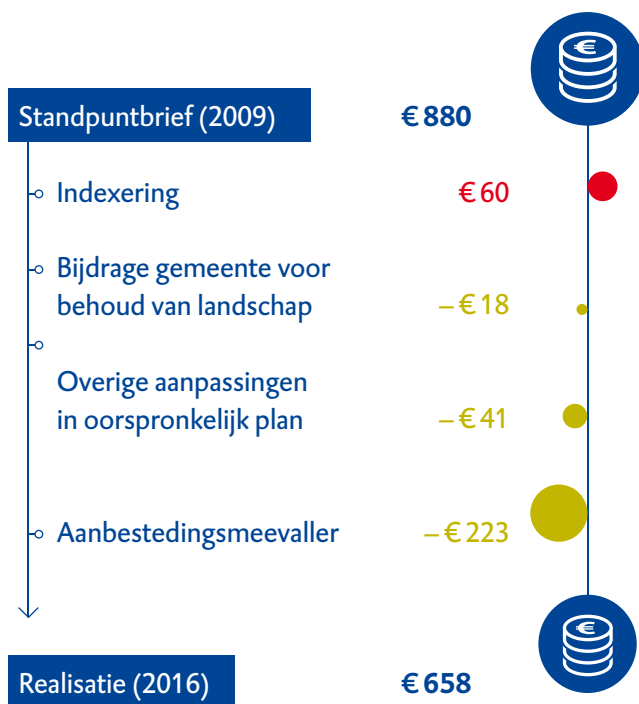 Standpuntbrief (2009) € 880
Indexering € 60
Bijdrage gemeente voor
behoud van landschap – € 18
Overige aanpassingen
in oorspronkelijk plan – € 41
Aanbestedingsmeevaller – € 223
Realisatie (2016) € 658
€
€